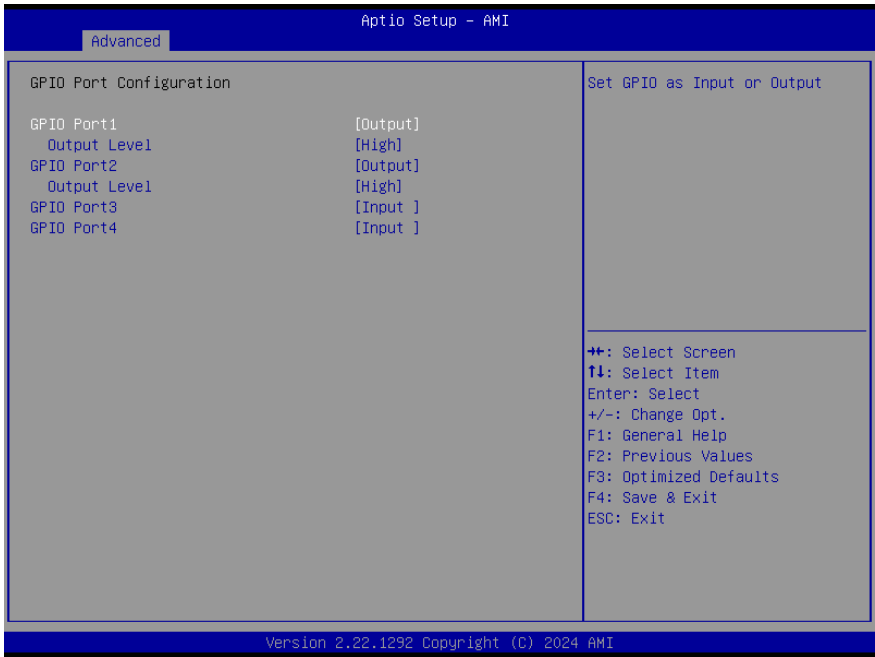 Aptio Setup – AMI
Advanced
GPIO Port Configuration
GPIO Port1 [Output]
Output Level [High]
GPIO Port2 [Output]
Output Level [High]
GPIO Port3 [Input ]
GPIO Port4 [Input ]
Set GPIO as Input or Output
→←: Select Screen
↑↓: Select Item
Enter: Select
+/-: Change Opt.
F1: General Help
F2: Previous Values
F3: Optimized Defaults
F4: Save & Exit
ESC: Exit
Version 2.22.1292 Copyright (C) 2024 AMI